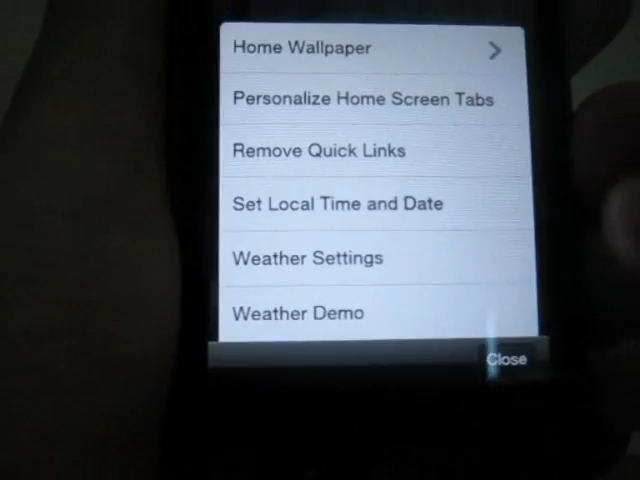 Home Wallpaper
Personalize Home Screen Tabs
Remove Quick Links
Set Local Time and Date
Weather Settings
Weather Demo
Close